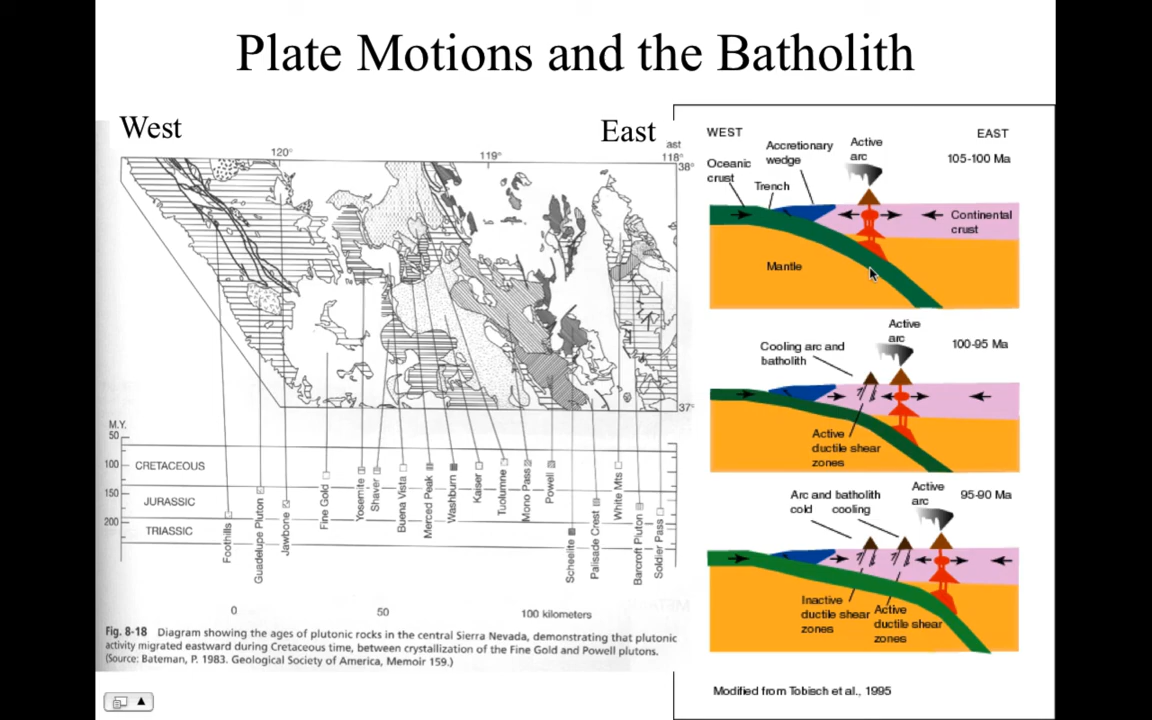 Plate Motions and the Batholith
West
East
ast
120°
119°
118°
38°
37°
M.Y.
50
100
CRETACEOUS
150
JURASSIC
200
TRIASSIC
Foothills
Guadelupe Pluton
Jawbone
Fine Gold
Yosemite
Shaver
Buena Vista
Merced Peak
Washburn
Kaiser
Tuolumne
Mono Pass
Powell
Scheelite
Palisade Crest
White Mts
Barcroft Pluton
Soldier Pass
0
50
100 kilometers
Fig. 8-18 Diagram showing the ages of plutonic rocks in the central Sierra Nevada, demonstrating that plutonic
activity migrated eastward during Cretaceous time, between crystallization of the Fine Gold and Powell plutons.
(Source: Bateman, P. 1983. Geological Society of America, Memoir 159.)
WEST
EAST
105-100 Ma
Oceanic
crust
Trench
Accretionary
wedge
Active
arc
Continental
crust
Mantle
100-95 Ma
Cooling arc and
batholith
Active
arc
Active
ductile shear
zones
95-90 Ma
Arc and batholith
cold
cooling
Active
arc
Inactive
ductile shear
zones
Active
ductile shear
zones
Modified from Tobisch et al., 1995